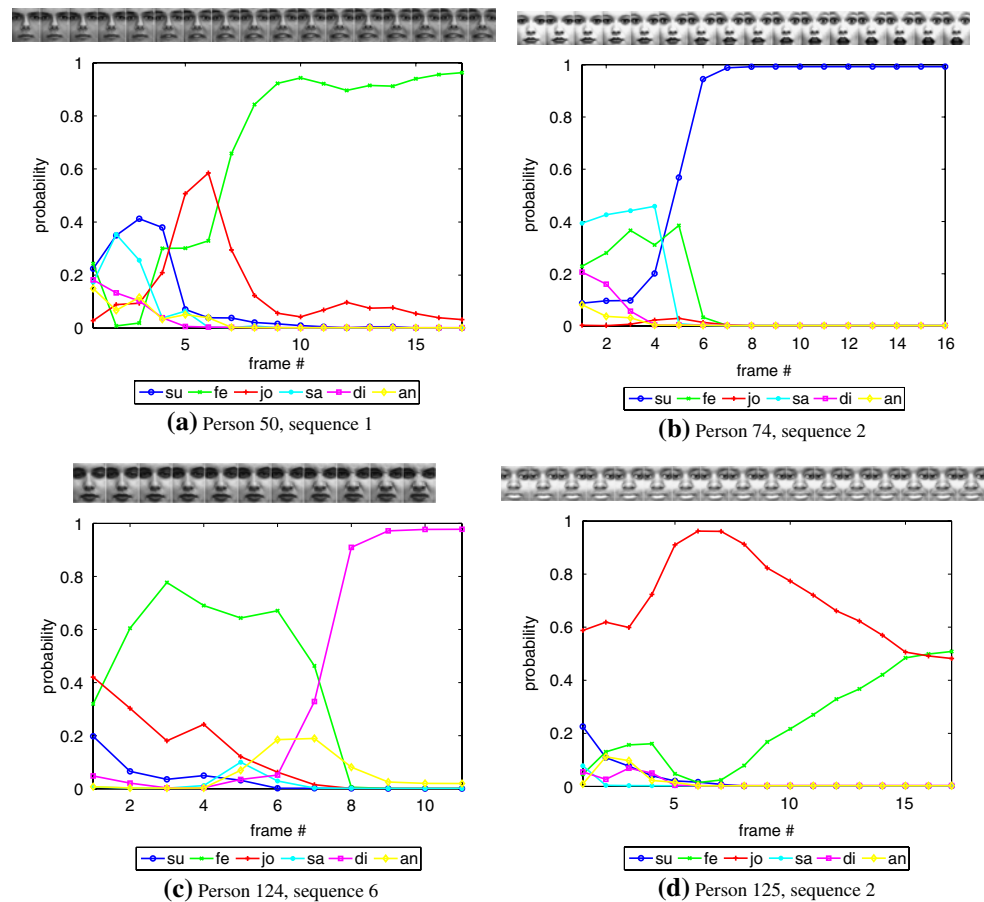 1
0.8
0.6
0.4
0.2
0
probability
5 10 15
frame #
su fe jo sa di an
(a) Person 50, sequence 1
1
0.8
0.6
0.4
0.2
0
probability
2 4 6 8 10 12 14 16
frame #
su fe jo sa di an
(b) Person 74, sequence 2
1
0.8
0.6
0.4
0.2
0
probability
2 4 6 8 10
frame #
su fe jo sa di an
(c) Person 124, sequence 6
1
0.8
0.6
0.4
0.2
0
probability
5 10 15
frame #
su fe jo sa di an
(d) Person 125, sequence 2